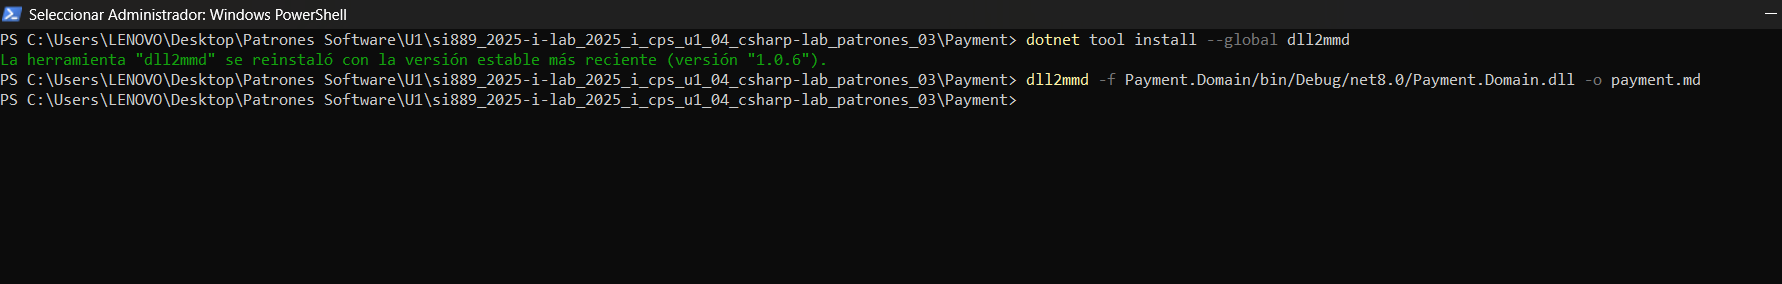 Seleccionar Administrador: Windows PowerShell
PS C:\Users\LENOVO\Desktop\Patrones Software\U1\si889_2025-i-lab_2025_i_cps_u1_04_csharp-lab_patrones_03\Payment> dotnet tool install --global dll2mmd
La herramienta "dll2mmd" se reinstaló con la versión estable más reciente (versión "1.0.6").
PS C:\Users\LENOVO\Desktop\Patrones Software\U1\si889_2025-i-lab_2025_i_cps_u1_04_csharp-lab_patrones_03\Payment> dll2mmd -f Payment.Domain/bin/Debug/net8.0/Payment.Domain.dll -o payment.md
PS C:\Users\LENOVO\Desktop\Patrones Software\U1\si889_2025-i-lab_2025_i_cps_u1_04_csharp-lab_patrones_03\Payment>